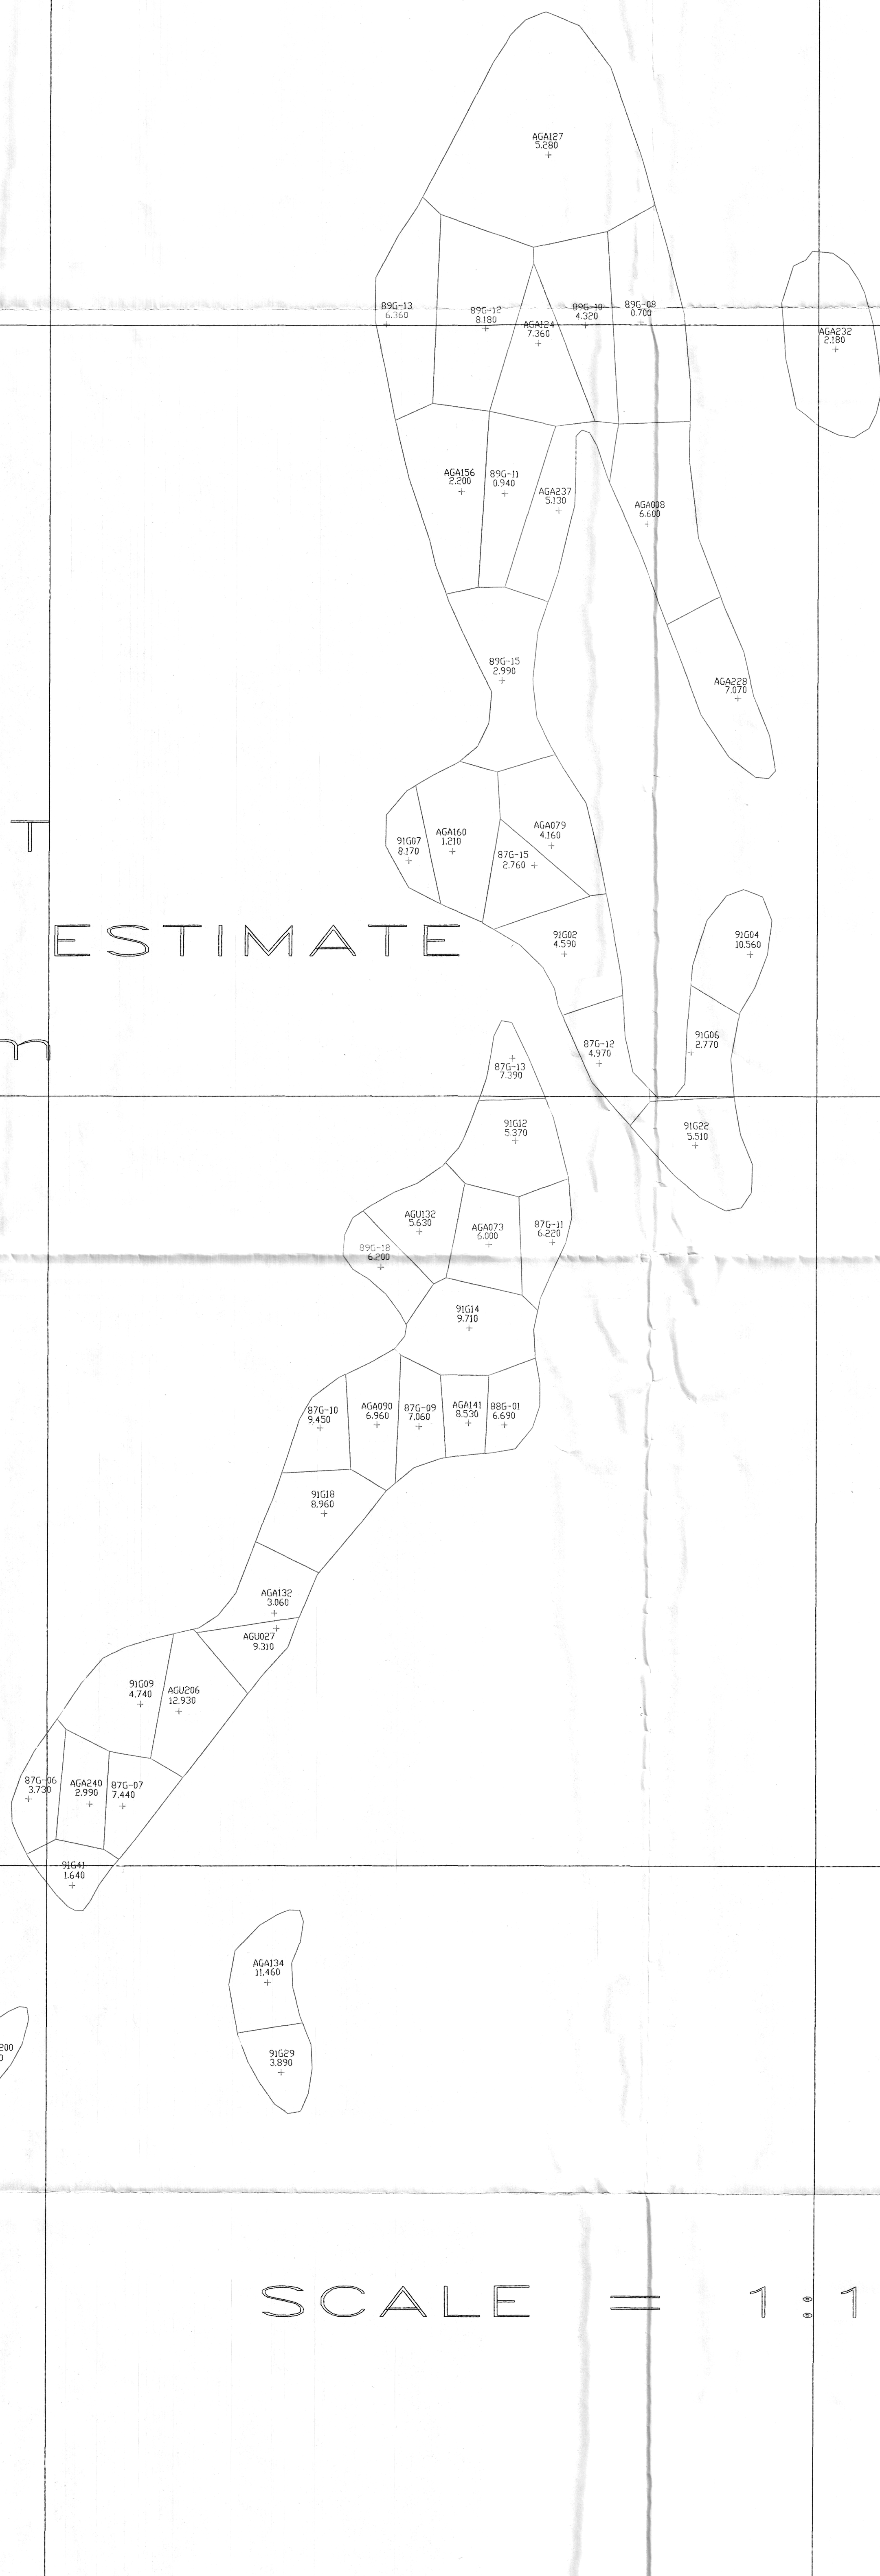 AGA127
5.280
89G-13
6.360
89G-12
8.180
AGA124
7.360
89G-10
4.320
89G-08
0.700
AGA232
2.180
AGA156
2.200
89G-11
0.940
AGA237
5.130
AGA008
6.600
89G-15
2.990
AGA228
7.070
T
91G07
8.170
AGA160
1.210
AGA079
4.160
87G-15
2.760
ESTIMATE
91G02
4.590
91G04
10.560
m
87G-12
4.970
91G06
2.770
87G-13
7.390
91G12
5.370
91G22
5.510
AGU132
5.630
AGA073
6.000
87G-11
6.220
89G-18
6.200
91G14
9.710
87G-10
9.450
AGA090
6.960
87G-09
7.060
AGA141
8.530
88G-01
6.690
91G18
8.960
AGA132
3.060
AGU027
9.310
91G09
4.740
AGU206
12.930
87G-06
3.730
AGA240
2.990
87G-07
7.440
91G41
1.640
AGA134
11.460
200
0
91G29
3.890
SCALE = 1:1